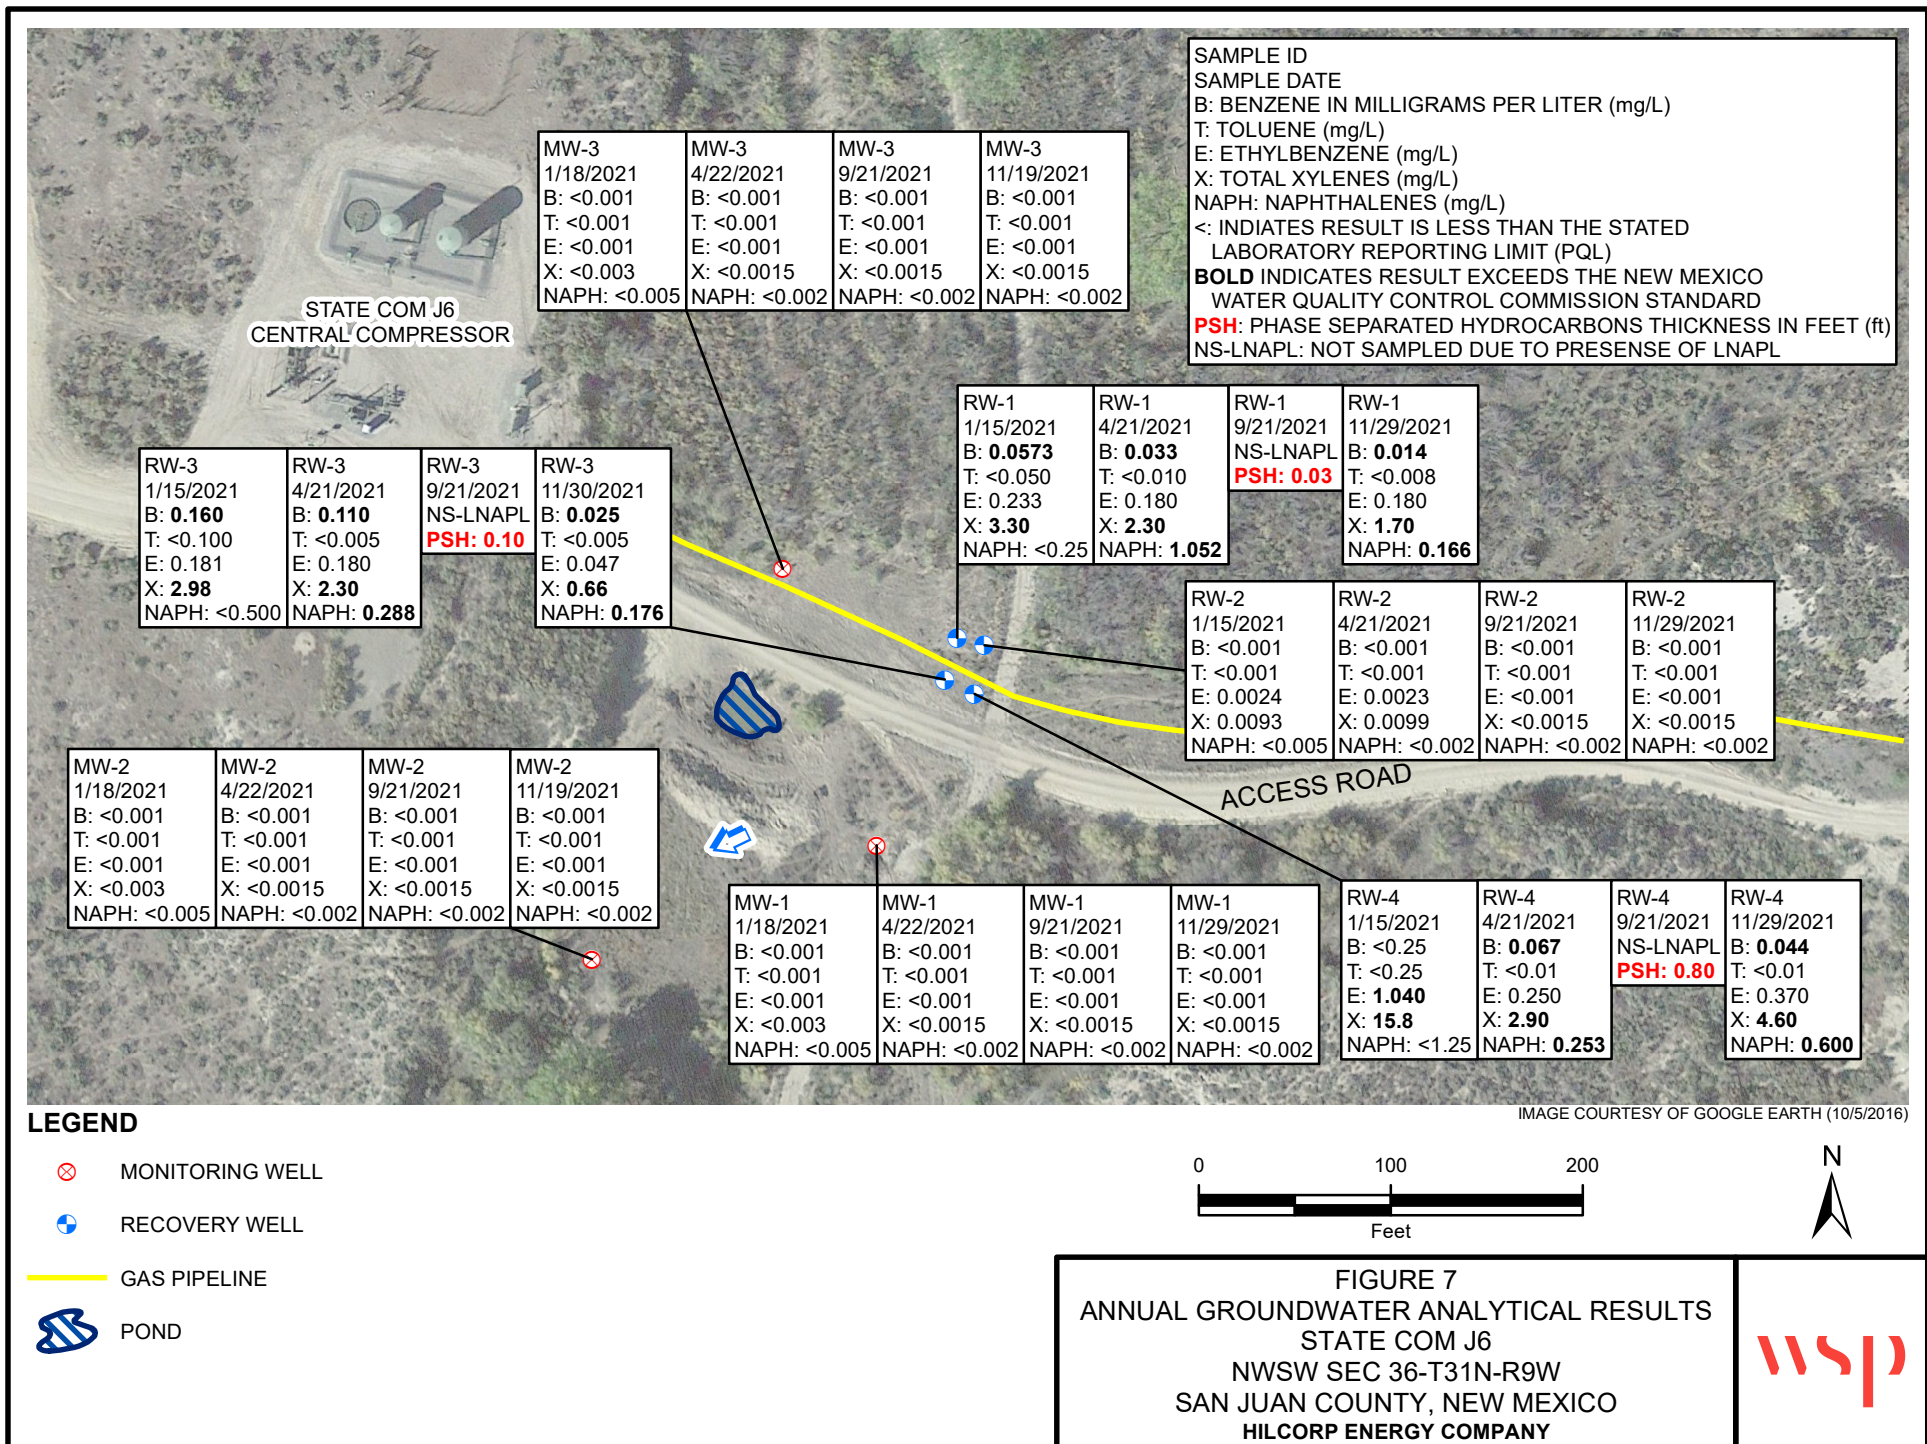 SAMPLE ID
SAMPLE DATE
B: BENZENE IN MILLIGRAMS PER LITER (mg/L)
T: TOLUENE (mg/L)
E: ETHYLBENZENE (mg/L)
X: TOTAL XYLENES (mg/L)
NAPH: NAPHTHALENES (mg/L)
<: INDIATES RESULT IS LESS THAN THE STATED
LABORATORY REPORTING LIMIT (PQL)
BOLD INDICATES RESULT EXCEEDS THE NEW MEXICO
WATER QUALITY CONTROL COMMISSION STANDARD
PSH: PHASE SEPARATED HYDROCARBONS THICKNESS IN FEET (ft)
NS-LNAPL: NOT SAMPLED DUE TO PRESENSE OF LNAPL
MW-3
1/18/2021
B: <0.001
T: <0.001
E: <0.001
X: <0.003
NAPH: <0.005
MW-3
4/22/2021
B: <0.001
T: <0.001
E: <0.001
X: <0.0015
NAPH: <0.002
MW-3
9/21/2021
B: <0.001
T: <0.001
E: <0.001
X: <0.0015
NAPH: <0.002
MW-3
11/19/2021
B: <0.001
T: <0.001
E: <0.001
X: <0.0015
NAPH: <0.002
STATE COM J6
CENTRAL COMPRESSOR
RW-1
1/15/2021
B: 0.0573
T: <0.050
E: 0.233
X: 3.30
NAPH: <0.25
RW-1
4/21/2021
B: 0.033
T: <0.010
E: 0.180
X: 2.30
NAPH: 1.052
RW-1
9/21/2021
NS-LNAPL
PSH: 0.03
RW-1
11/29/2021
B: 0.014
T: <0.008
E: 0.180
X: 1.70
NAPH: 0.166
RW-3
1/15/2021
B: 0.160
T: <0.100
E: 0.181
X: 2.98
NAPH: <0.500
RW-3
4/21/2021
B: 0.110
T: <0.005
E: 0.180
X: 2.30
NAPH: 0.288
RW-3
9/21/2021
NS-LNAPL
PSH: 0.10
RW-3
11/30/2021
B: 0.025
T: <0.005
E: 0.047
X: 0.66
NAPH: 0.176
RW-2
1/15/2021
B: <0.001
T: <0.001
E: 0.0024
X: 0.0093
NAPH: <0.005
RW-2
4/21/2021
B: <0.001
T: <0.001
E: 0.0023
X: 0.0099
NAPH: <0.002
RW-2
9/21/2021
B: <0.001
T: <0.001
E: <0.001
X: <0.0015
NAPH: <0.002
RW-2
11/29/2021
B: <0.001
T: <0.001
E: <0.001
X: <0.0015
NAPH: <0.002
ACCESS ROAD
MW-2
1/18/2021
B: <0.001
T: <0.001
E: <0.001
X: <0.003
NAPH: <0.005
MW-2
4/22/2021
B: <0.001
T: <0.001
E: <0.001
X: <0.0015
NAPH: <0.002
MW-2
9/21/2021
B: <0.001
T: <0.001
E: <0.001
X: <0.0015
NAPH: <0.002
MW-2
11/19/2021
B: <0.001
T: <0.001
E: <0.001
X: <0.0015
NAPH: <0.002
MW-1
1/18/2021
B: <0.001
T: <0.001
E: <0.001
X: <0.003
NAPH: <0.005
MW-1
4/22/2021
B: <0.001
T: <0.001
E: <0.001
X: <0.0015
NAPH: <0.002
MW-1
9/21/2021
B: <0.001
T: <0.001
E: <0.001
X: <0.0015
NAPH: <0.002
MW-1
11/29/2021
B: <0.001
T: <0.001
E: <0.001
X: <0.0015
NAPH: <0.002
RW-4
1/15/2021
B: <0.25
T: <0.25
E: 1.040
X: 15.8
NAPH: <1.25
RW-4
4/21/2021
B: 0.067
T: <0.01
E: 0.250
X: 2.90
NAPH: 0.253
RW-4
9/21/2021
NS-LNAPL
PSH: 0.80
RW-4
11/29/2021
B: 0.044
T: <0.01
E: 0.370
X: 4.60
NAPH: 0.600
IMAGE COURTESY OF GOOGLE EARTH (10/5/2016)
LEGEND
MONITORING WELL
RECOVERY WELL
GAS PIPELINE
POND
0 100 200
Feet
N
FIGURE 7
ANNUAL GROUNDWATER ANALYTICAL RESULTS
STATE COM J6
NWSW SEC 36-T31N-R9W
SAN JUAN COUNTY, NEW MEXICO
HILCORP ENERGY COMPANY
wsp